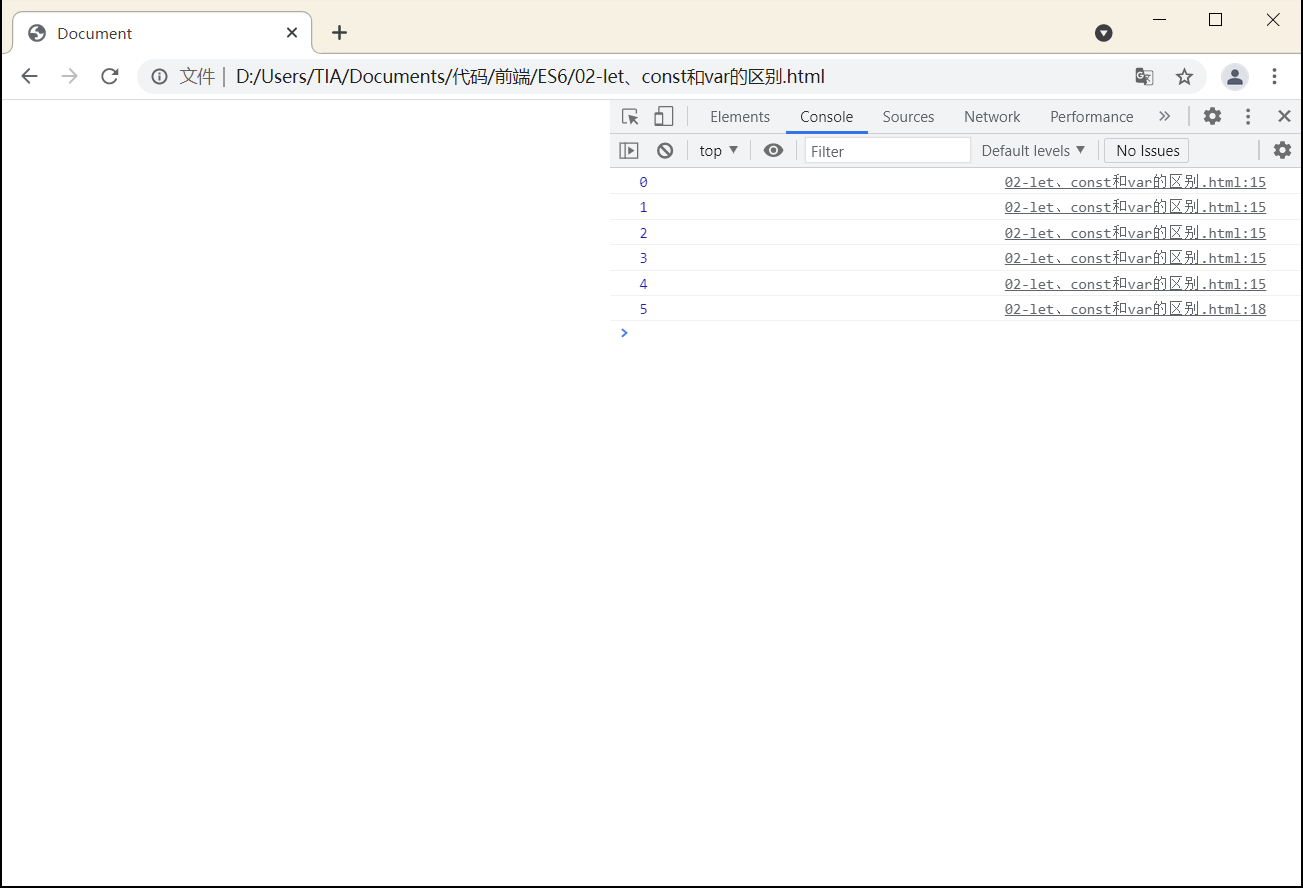 Document
文件 | D:/Users/TIA/Documents/代码/前端/ES6/02-let、const和var的区别.html
Elements Console Sources Network Performance »
top ▼ Filter Default levels ▼ No Issues
0 02-let、const和var的区别.html:15
1 02-let、const和var的区别.html:15
2 02-let、const和var的区别.html:15
3 02-let、const和var的区别.html:15
4 02-let、const和var的区别.html:15
5 02-let、const和var的区别.html:18
>